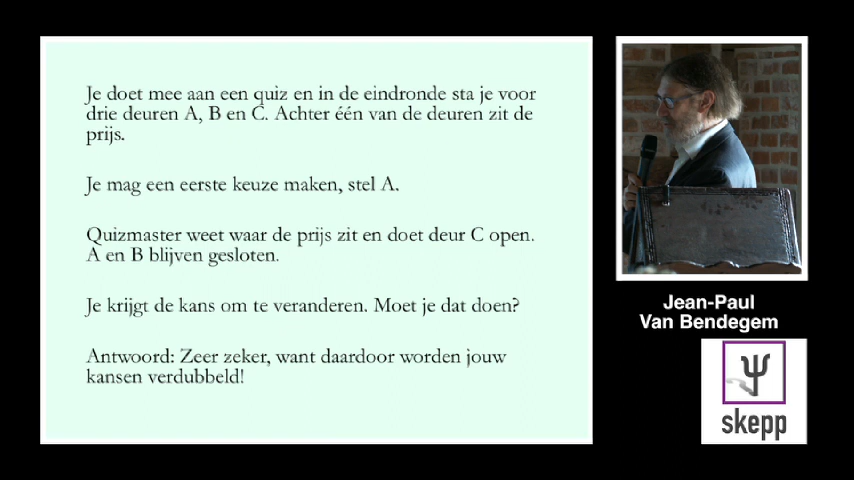 Je doet mee aan een quiz en in de eindronde sta je voor
drie deuren A, B en C. Achter één van de deuren zit de
prijs.
Je mag een eerste keuze maken, stel A.
Quizmaster weet waar de prijs zit en doet deur C open.
A en B blijven gesloten.
Je krijgt de kans om te veranderen. Moet je dat doen?
Antwoord: Zeer zeker, want daardoor worden jouw
kansen verdubbeld!
Jean-Paul
Van Bendegem
skepp